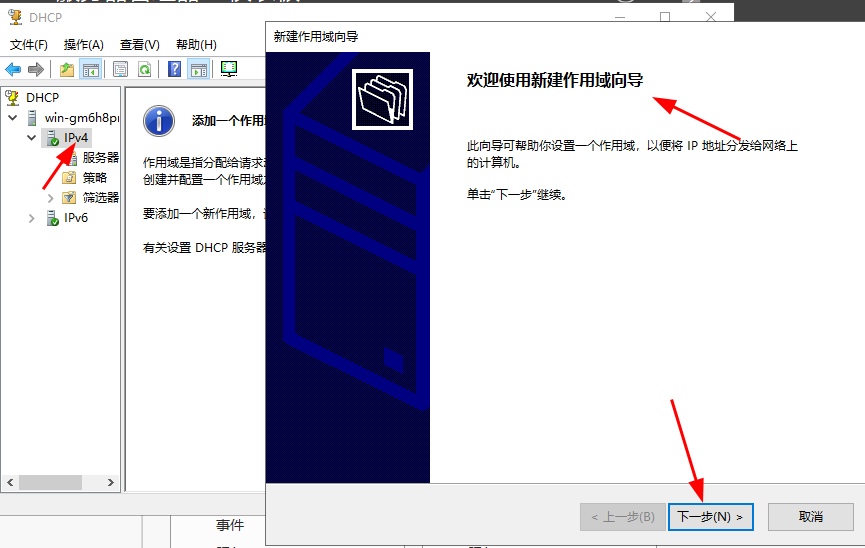 DHCP
文件(F) 操作(A) 查看(V) 帮助(H)
DHCP
win-gm6h8p
IPv4
服务器
策略
筛选器
IPv6
添加一个作用
作用域是指分配给请求
创建并配置一个作用域
要添加一个新作用域，
有关设置 DHCP 服务器
新建作用域向导
欢迎使用新建作用域向导
此向导可帮助你设置一个作用域，以便将 IP 地址分发给网络上
的计算机。
单击“下一步”继续。
< 上一步(B) 下一步(N) > 取消
事件